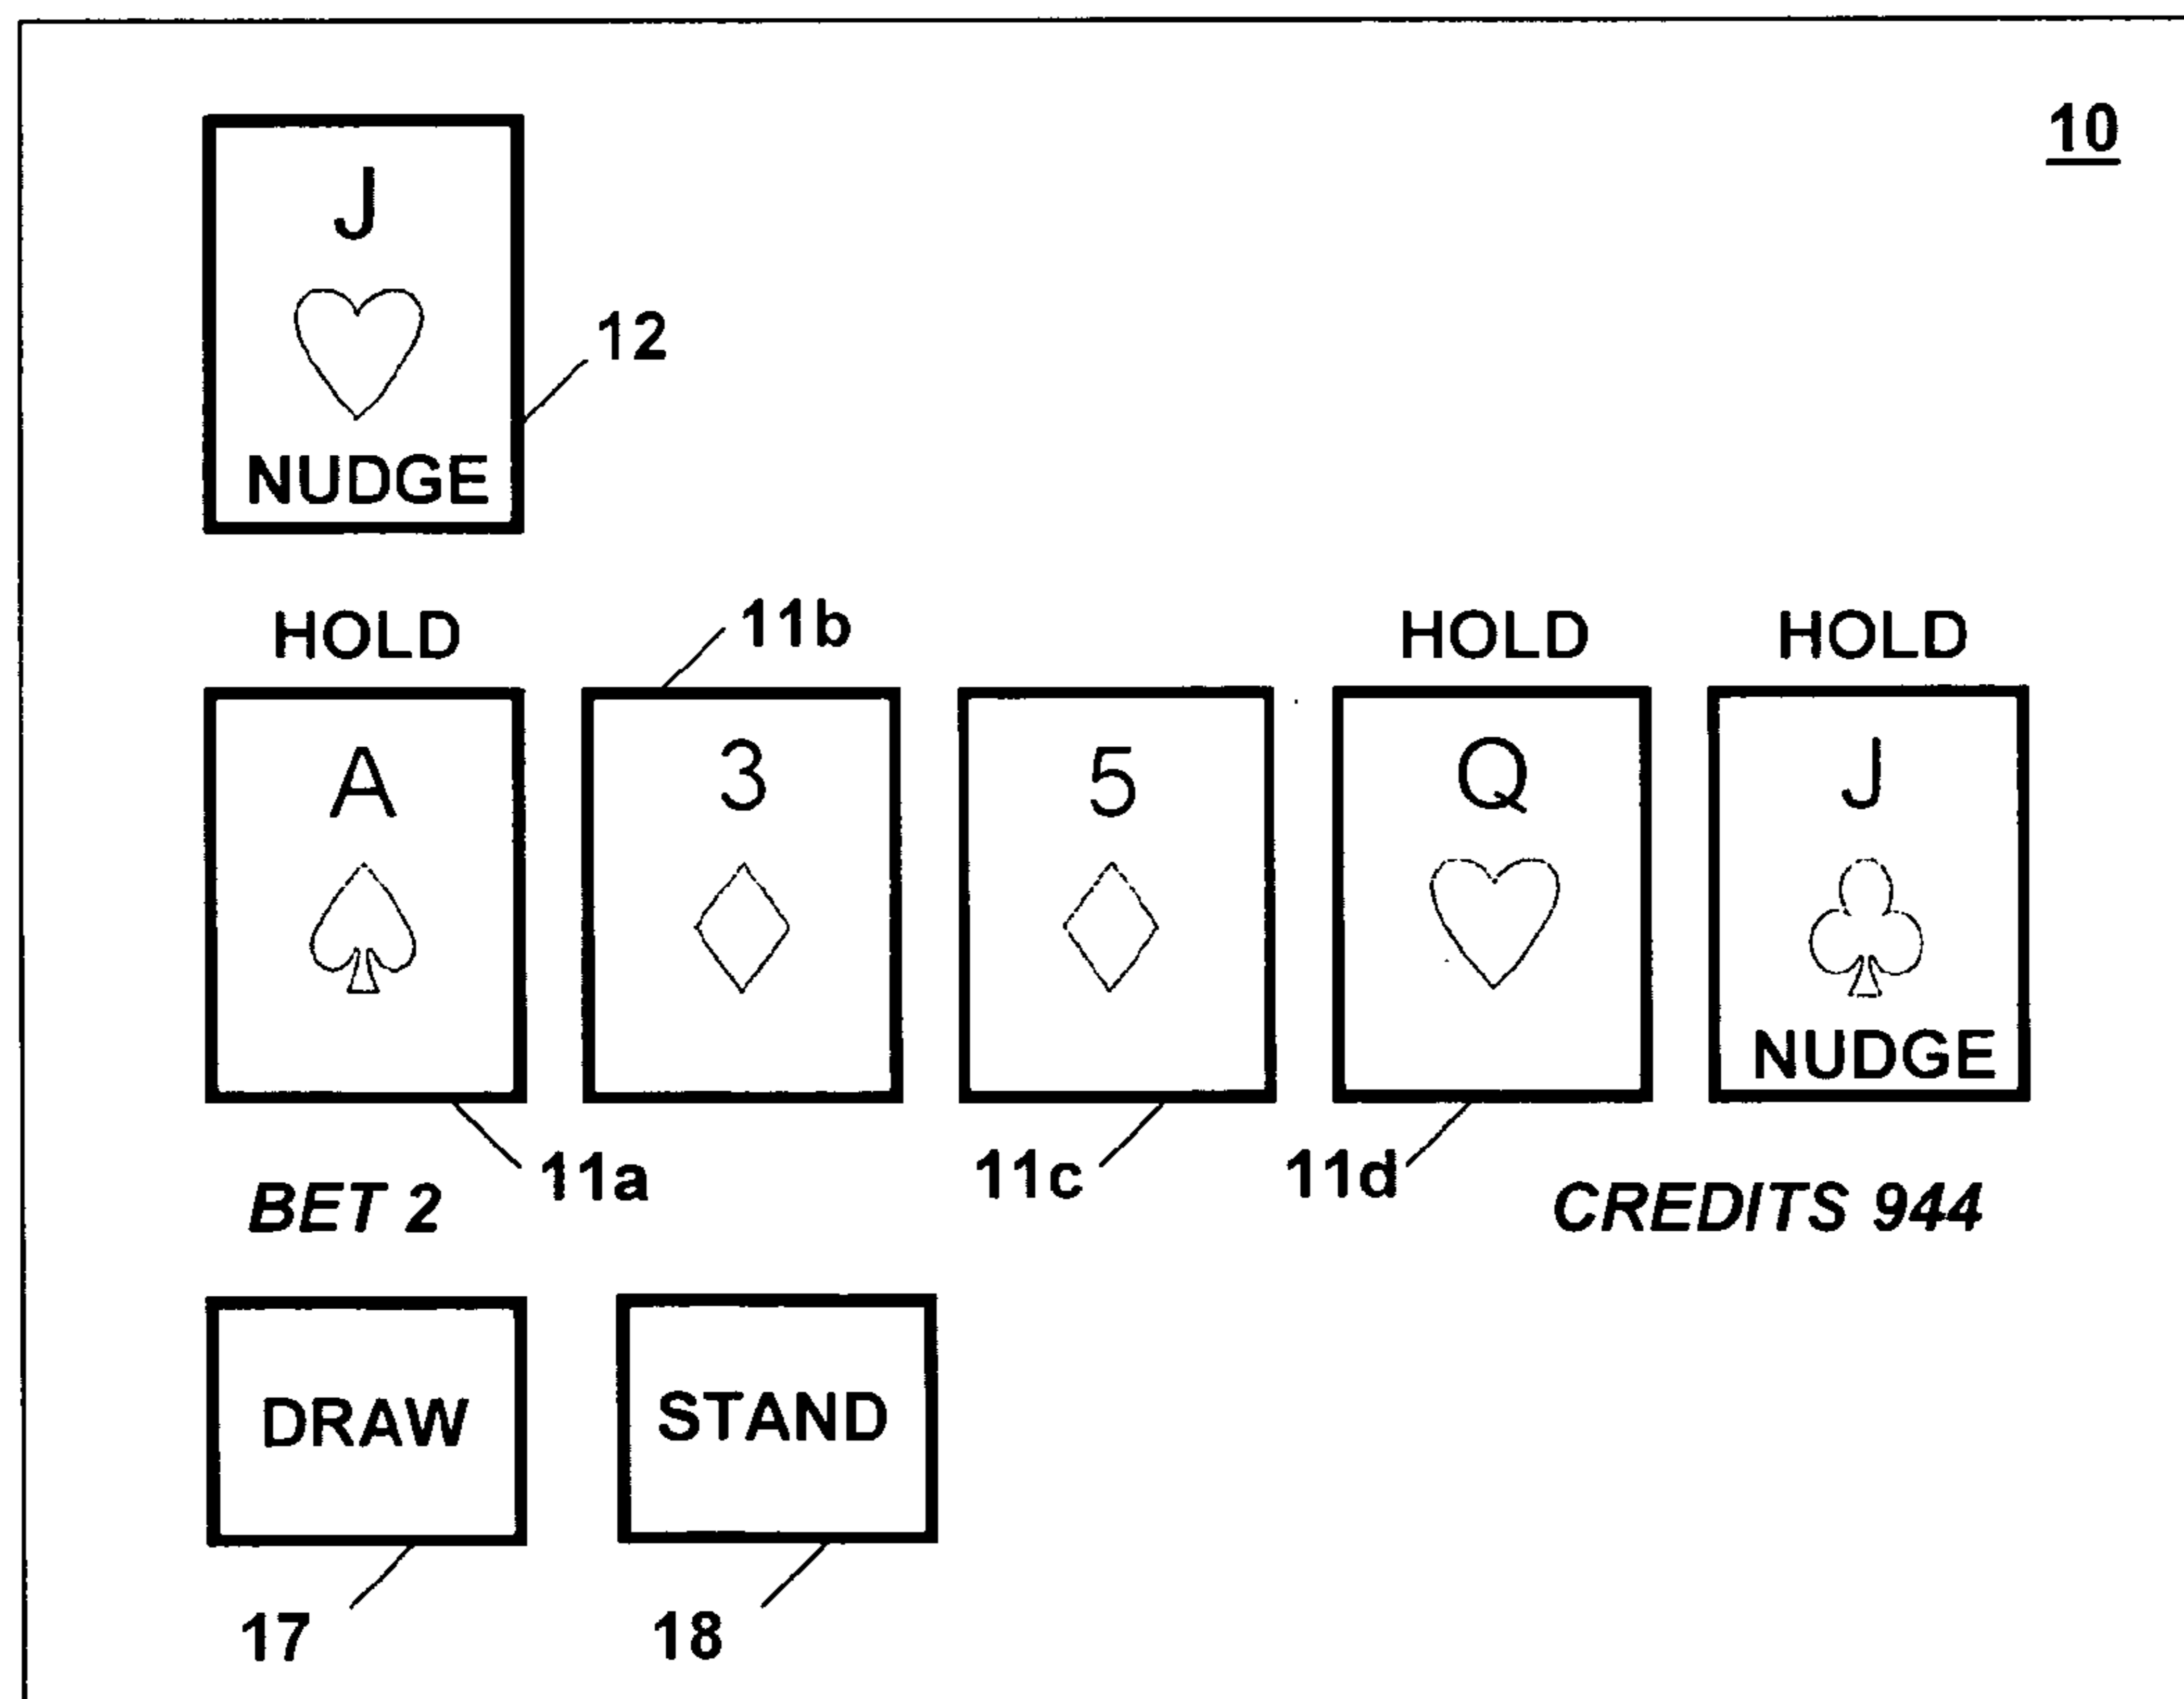 10
J
12
NUDGE
HOLD 11b HOLD HOLD
A 3 5 Q J
NUDGE
11a 11c 11d
BET 2 CREDITS 944
DRAW STAND
17 18